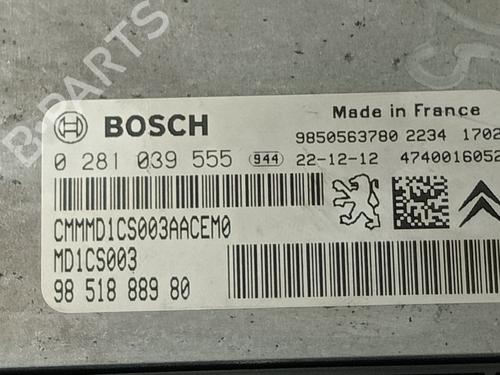 B-PARTS
BOSCH
Made in France
9850563780 2234 1702
0 281 039 555 944 22-12-12 4740016052
CMMMD1CS003AACEM0
MD1CS003
98 518 889 80